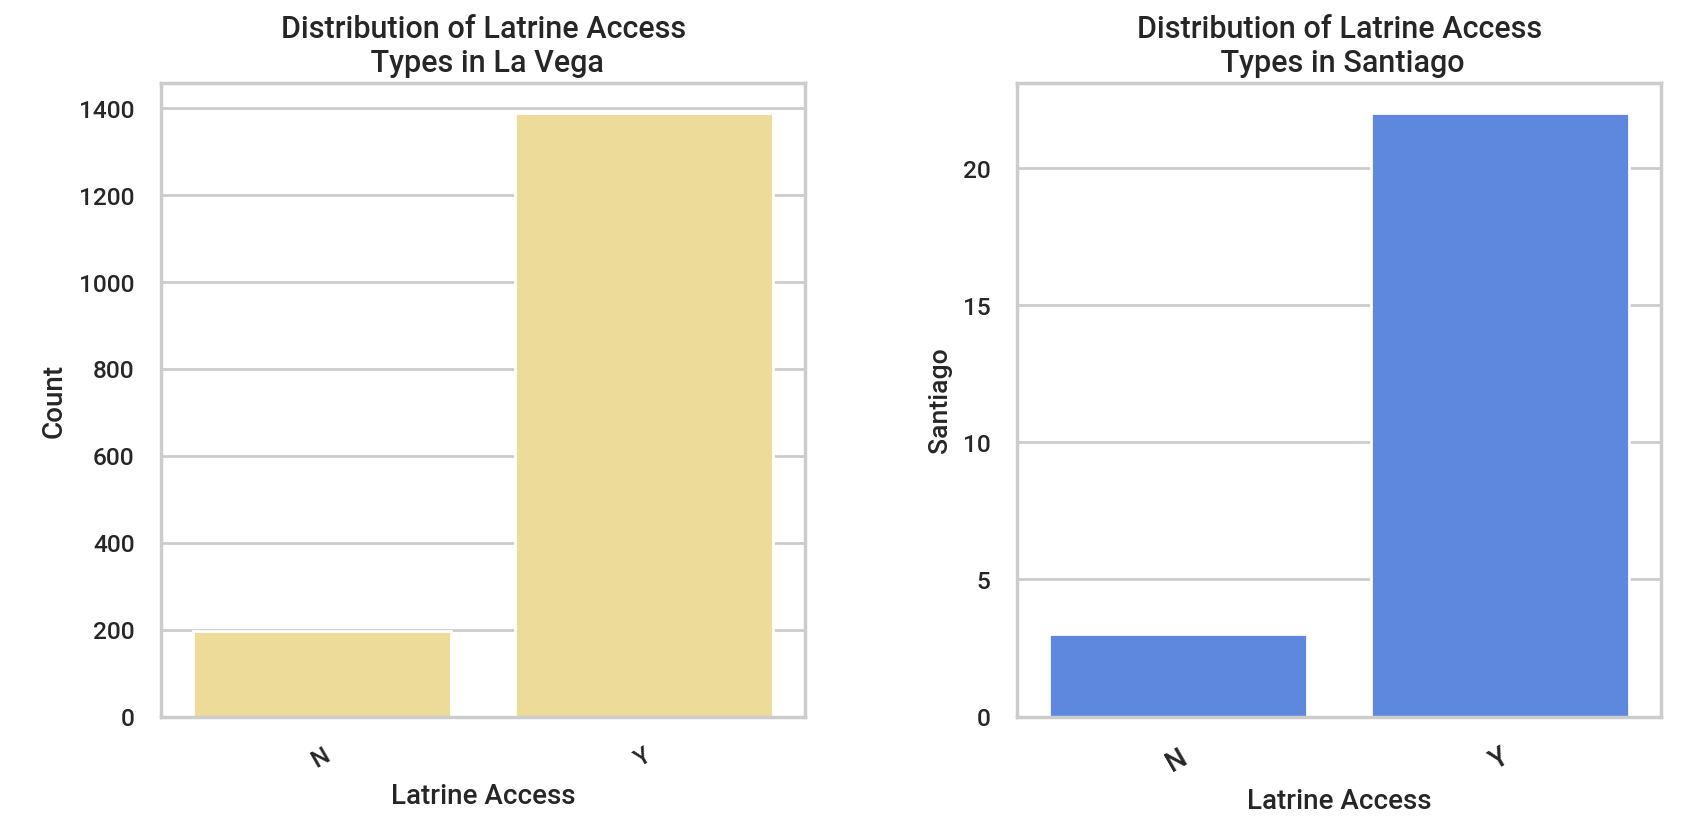 Distribution of Latrine Access
Types in La Vega
1400
1200
1000
800
600
400
200
0
Count
N
Y
Latrine Access
Distribution of Latrine Access
Types in Santiago
20
15
10
5
0
Santiago
N
Y
Latrine Access